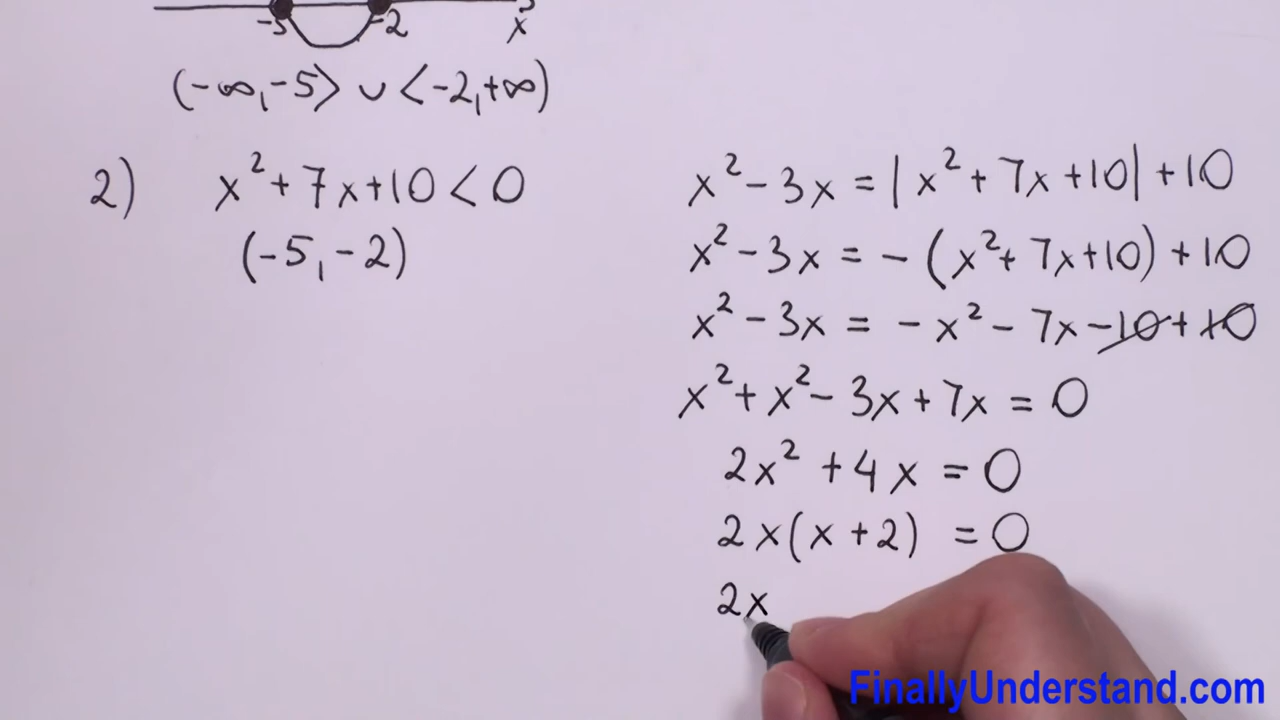 -5 -2 x
(-∞,-5> ∪ <-2,+∞)
2) x² + 7x + 10 < 0
(-5, -2)
x² - 3x = |x² + 7x + 10| + 10
x² - 3x = - (x² + 7x + 10) + 10
x² - 3x = - x² - 7x - 10 + 10
x² + x² - 3x + 7x = 0
2x² + 4x = 0
2x(x + 2) = 0
2x
FinallyUnderstand.com